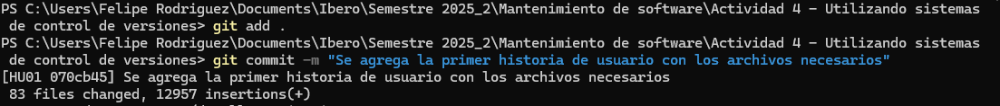 PS C:\Users\Felipe Rodriguez\Documents\Ibero\Semestre 2025_2\Mantenimiento de software\Actividad 4 - Utilizando sistemas
 de control de versiones> git add .
PS C:\Users\Felipe Rodriguez\Documents\Ibero\Semestre 2025_2\Mantenimiento de software\Actividad 4 - Utilizando sistemas
 de control de versiones> git commit -m "Se agrega la primer historia de usuario con los archivos necesarios"
[HU01 070cb45] Se agrega la primer historia de usuario con los archivos necesarios
 83 files changed, 12957 insertions(+)